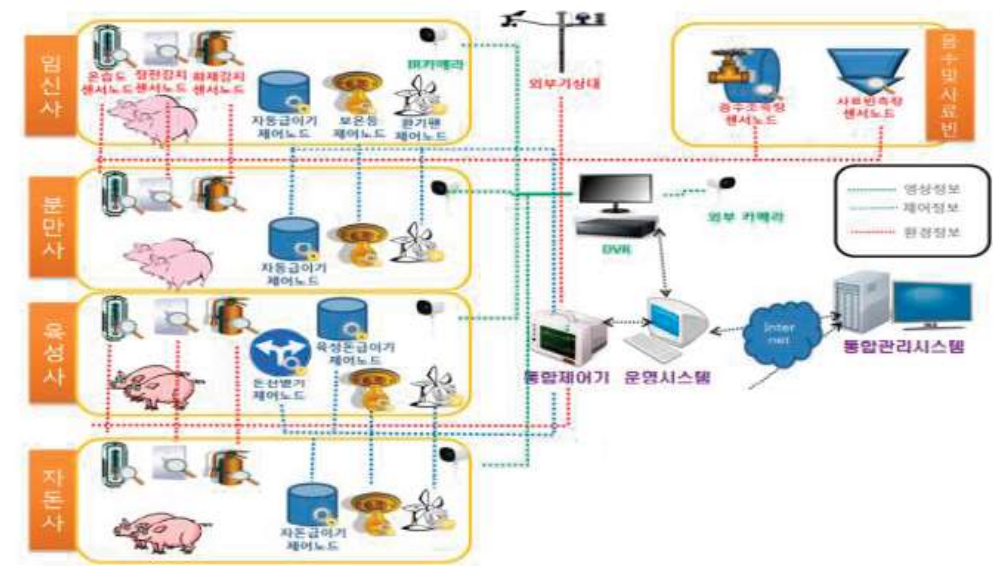 임신사
온습도
센서노드
정전감지
센서노드
화재감지
센서노드
IR카메라
자동급이기
제어노드
보온등
제어노드
환기팬
제어노드
외부기상대
센서노드
사료빈측정
센서노드
음수및사료빈
분만사
자동급이기
제어노드
DVR
외부 카메라
영상정보
제어정보
환경정보
육성사
육성돈급이기
제어노드
돈선별기
제어노드
통합제어기
운영시스템
Inter
net
통합관리시스템
자돈사
자돈급이기
제어노드